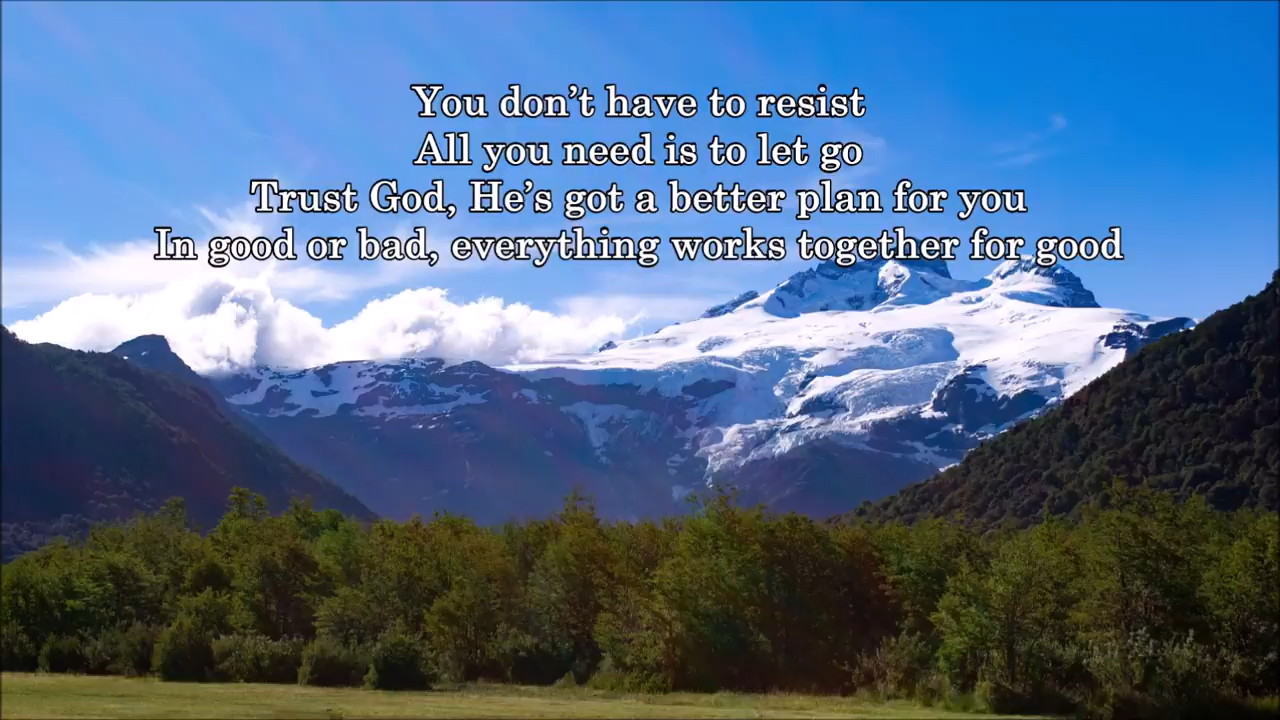 You don’t have to resist
All you need is to let go
Trust God, He’s got a better plan for you
In good or bad, everything works together for good